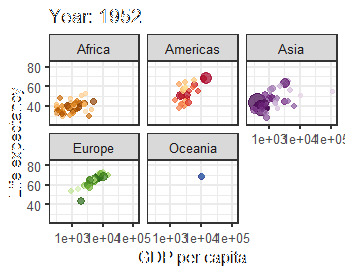 Year: 1952
Africa Americas Asia
80
60
40
1e+03 1e+04 1e+05
Europe Oceania
80
60
40
1e+03 1e+04 1e+05 1e+03 1e+04 1e+05
Life expectancy
GDP per capita